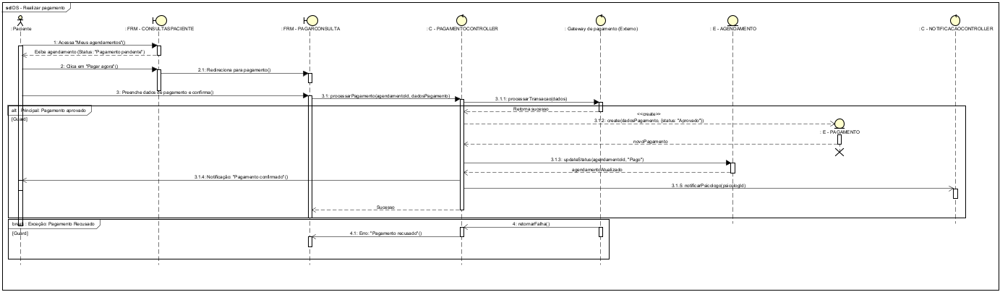 sd DS - Realizar pagamento
: Paciente
: FRM - CONSULTASPACIENTE
: FRM - PAGARCONSULTA
: C - PAGAMENTOCONTROLLER
: Gateway de pagamento (Externo)
: E - AGENDAMENTO
: C - NOTIFICACAOCONTROLLER
1: Acessa "Meus agendamentos"()
Exibe agendamento (Status: "Pagamento pendente")
2: Clica em "Pagar agora"()
2.1: Redireciona para pagamento()
3: Preenche dados de pagamento e confirma()
3.1: processarPagamento(agendamentoId, dadosPagamento)
3.1.1: processarTransacao(dados)
alt : Principal: Pagamento aprovado
Retorna sucesso
<<create>>
[Guard]
3.1.2: create(dadosPagamento, {status: "Aprovado"})
: E - PAGAMENTO
novoPagamento
3.1.3: updateStatus(agendamentoId, "Pago")
agendamentoAtualizado
3.1.4: Notificação: "Pagamento confirmado"()
3.1.5: notificarPsicologo(psicologId)
Sucesso
break : Exceção: Pagamento Recusado
4: retornarFalha()
[Guard]
4.1: Erro: "Pagamento recusado"()